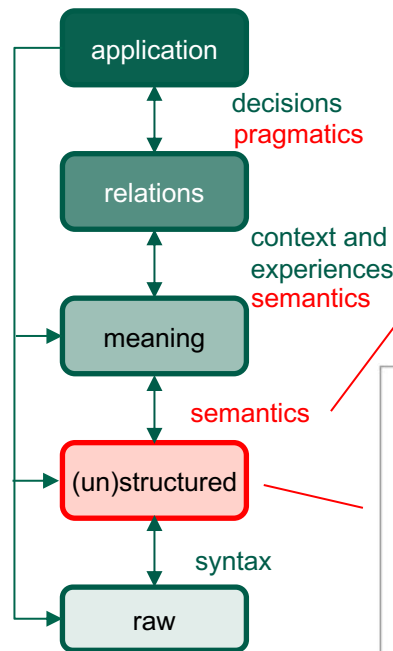 application
decisions
pragmatics
relations
context and
experiences
semantics
meaning
semantics
(un)structured
syntax
raw